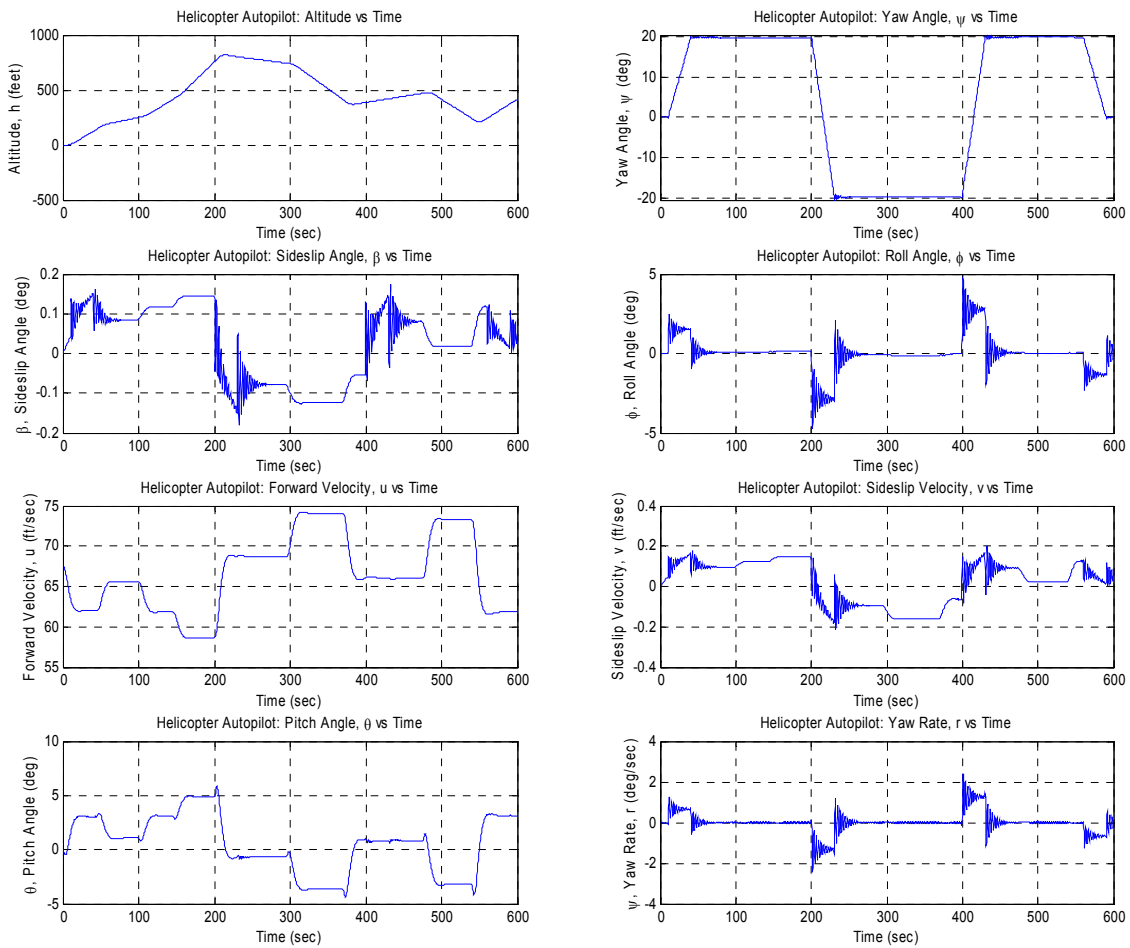 Helicopter Autopilot: Altitude vs Time
Altitude, h (feet)
1000
500
0
-500
0 100 200 300 400 500 600
Time (sec)
Helicopter Autopilot: Yaw Angle, ψ vs Time
Yaw Angle, ψ (deg)
20
10
0
-10
-20
0 100 200 300 400 500 600
Time (sec)
Helicopter Autopilot: Sideslip Angle, β vs Time
β, Sideslip Angle (deg)
0.2
0.1
0
-0.1
-0.2
0 100 200 300 400 500 600
Time (sec)
Helicopter Autopilot: Roll Angle, ϕ vs Time
ϕ, Roll Angle (deg)
5
0
-5
0 100 200 300 400 500 600
Time (sec)
Helicopter Autopilot: Forward Velocity, u vs Time
Forward Velocity, u (ft/sec)
75
70
65
60
55
0 100 200 300 400 500 600
Time (sec)
Helicopter Autopilot: Sideslip Velocity, v vs Time
Sideslip Velocity, v (ft/sec)
0.4
0.2
0
-0.2
-0.4
0 100 200 300 400 500 600
Time (sec)
Helicopter Autopilot: Pitch Angle, θ vs Time
θ, Pitch Angle (deg)
10
5
0
-5
0 100 200 300 400 500 600
Time (sec)
Helicopter Autopilot: Yaw Rate, r vs Time
ψ, Yaw Rate, r (deg/sec)
4
2
0
-2
-4
0 100 200 300 400 500 600
Time (sec)